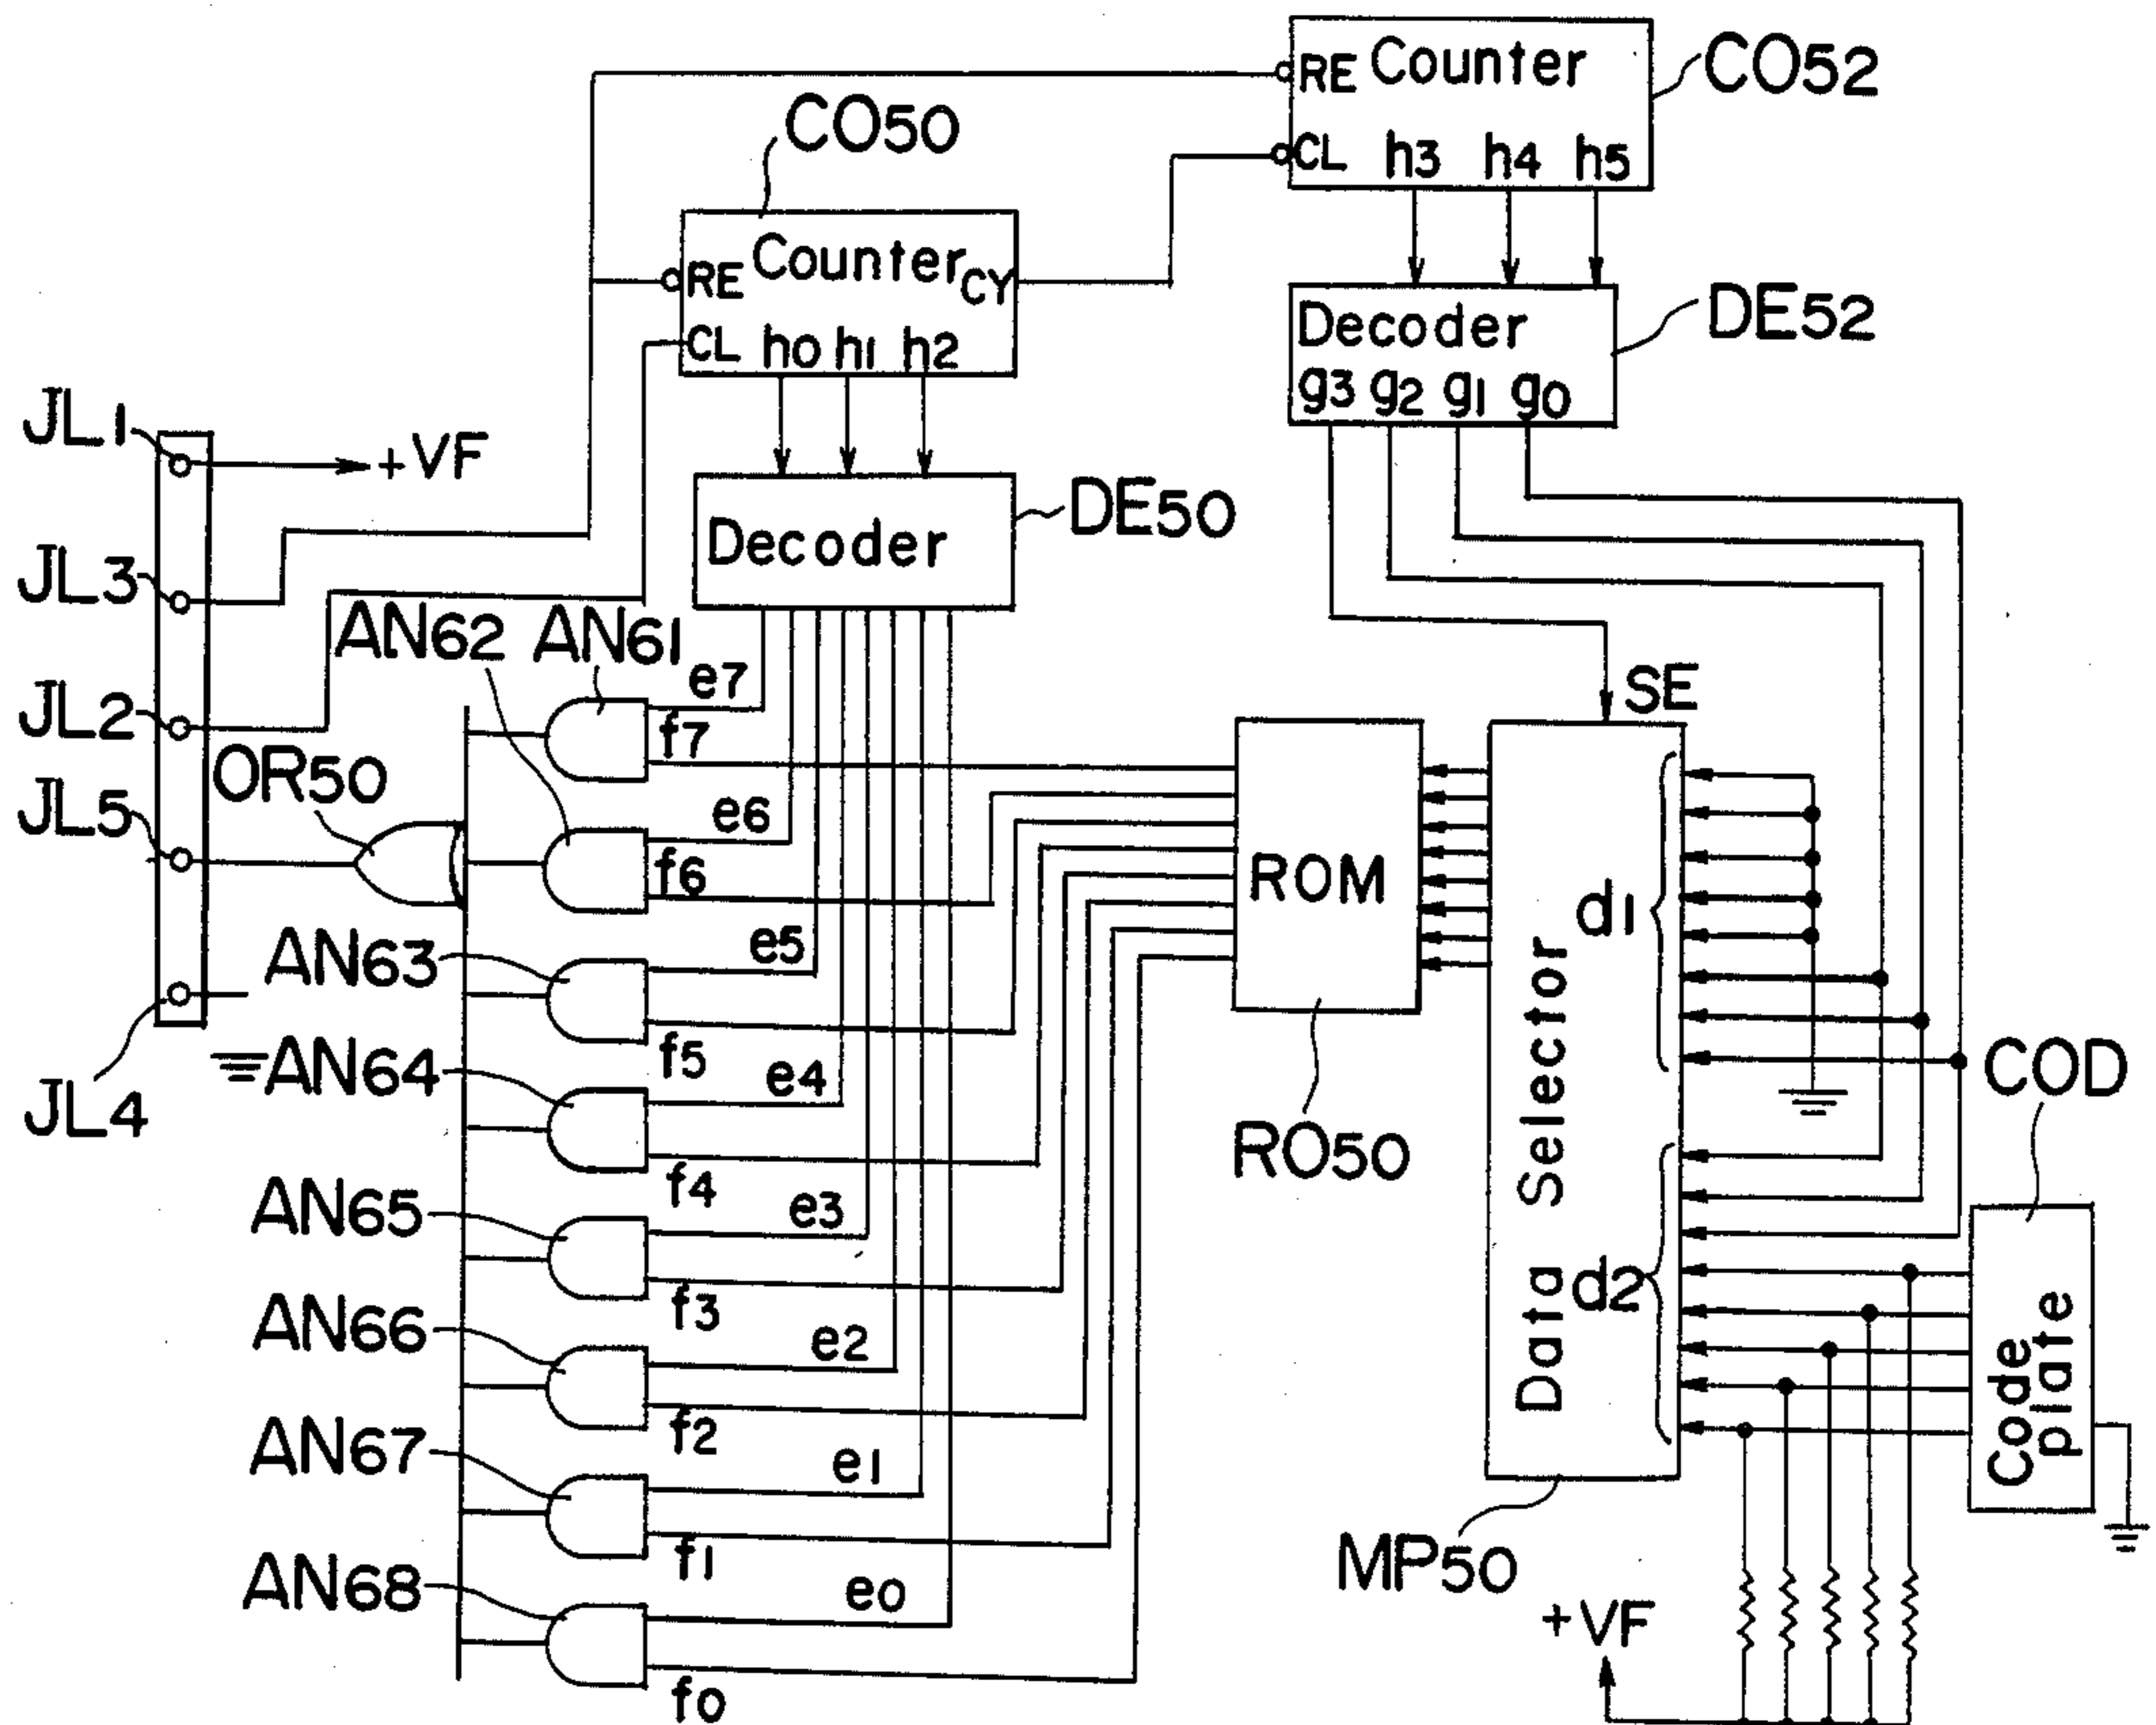 RE Counter
CO52
CL h3 h4 h5
CO50
RE Counter CY
CL h0 h1 h2
Decoder
DE52
g3 g2 g1 g0
JL1
+VF
Decoder
DE50
JL3
AN62
AN61
e7
SE
JL2
f7
OR50
JL5
e6
f6
ROM
d1
AN63
e5
f5
AN64
e4
COD
JL4
RO50
f4
AN65
e3
Data Selector
d2
f3
AN66
e2
Code plate
f2
AN67
e1
f1
MP50
AN68
e0
+VF
f0